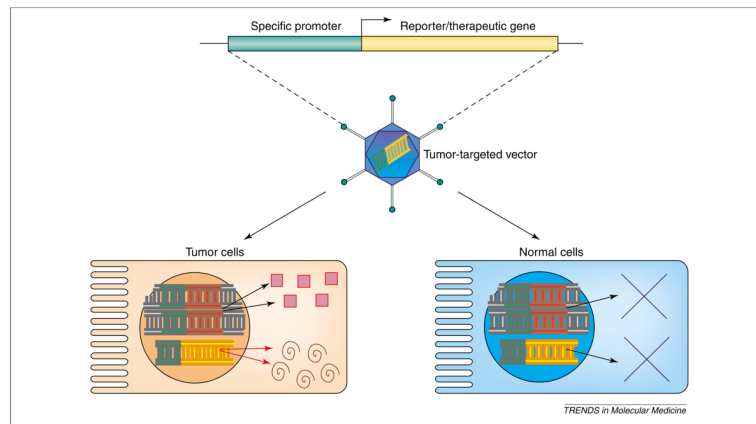 Specific promoter
Reporter/therapeutic gene
Tumor-targeted vector
Tumor cells
Normal cells
TRENDS in Molecular Medicine